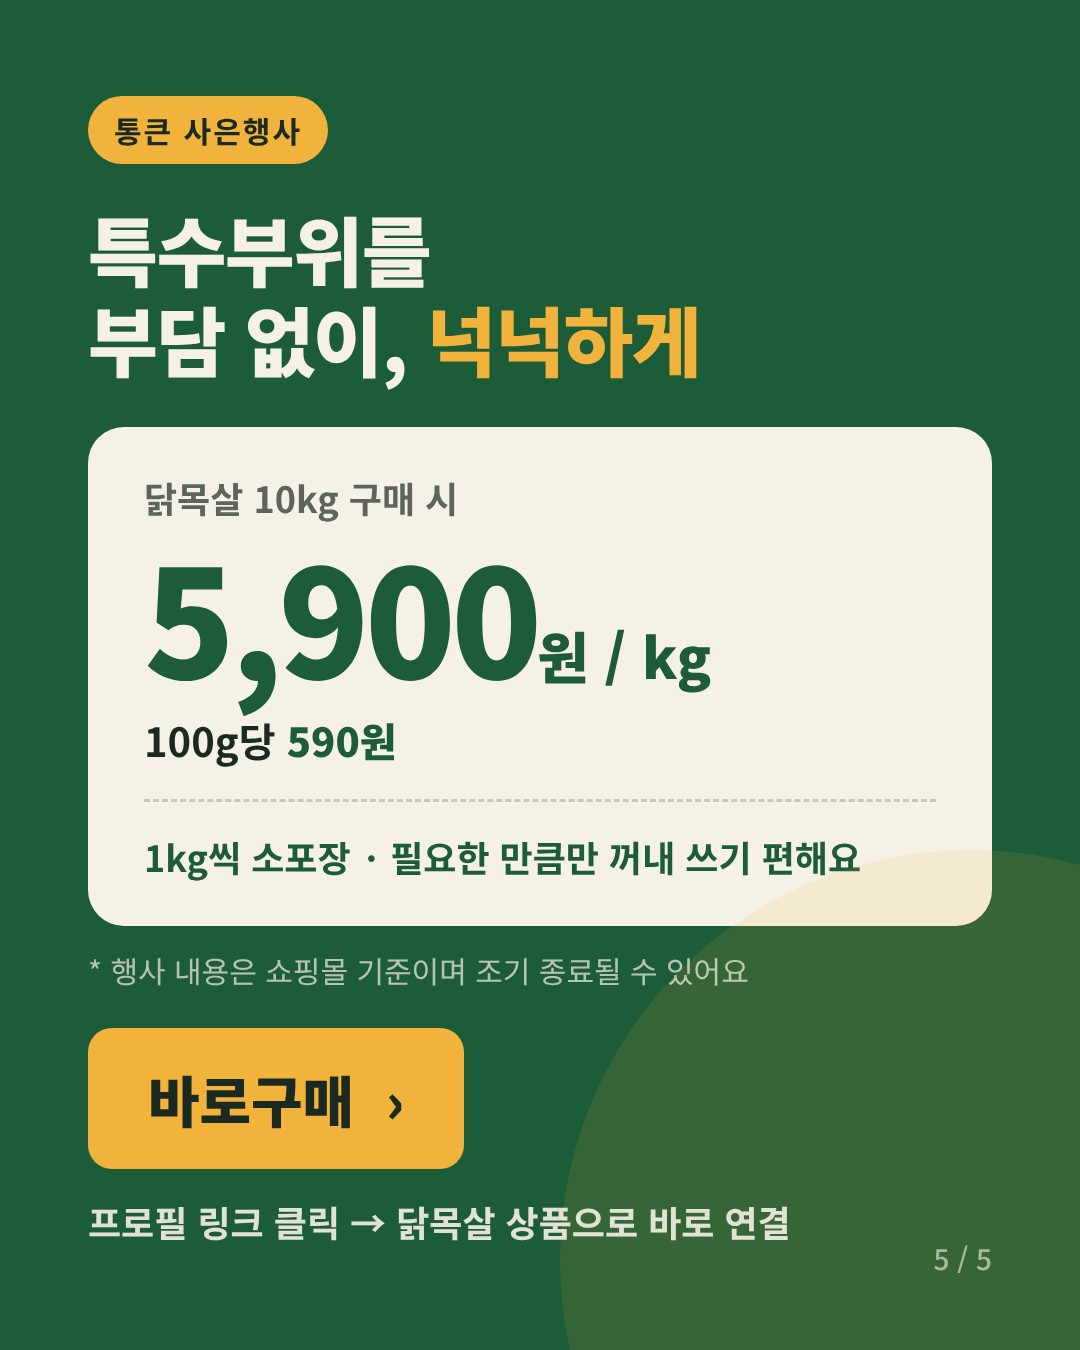 통큰 사은행사
특수부위를
부담 없이, 넉넉하게
닭목살 10kg 구매 시
5,900원 / kg
100g당 590원
1kg씩 소포장 · 필요한 만큼만 꺼내 쓰기 편해요
* 행사 내용은 쇼핑몰 기준이며 조기 종료될 수 있어요
바로구매 ›
프로필 링크 클릭 → 닭목살 상품으로 바로 연결
5 / 5